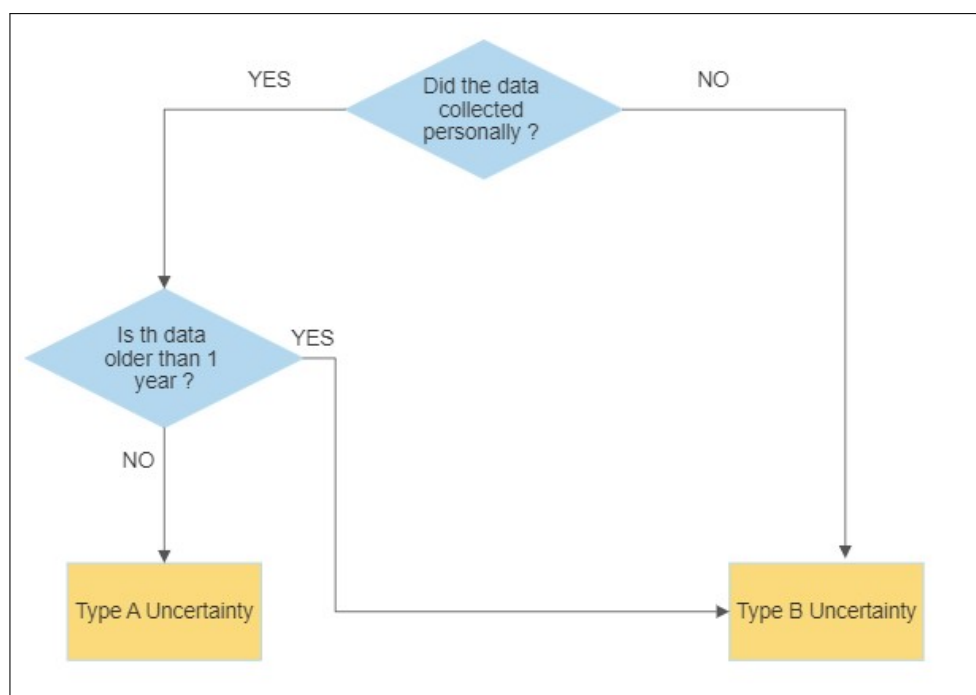 YES
Did the data
collected
personally ?
NO
Is th data
older than 1
year ?
YES
NO
Type A Uncertainty
Type B Uncertainty